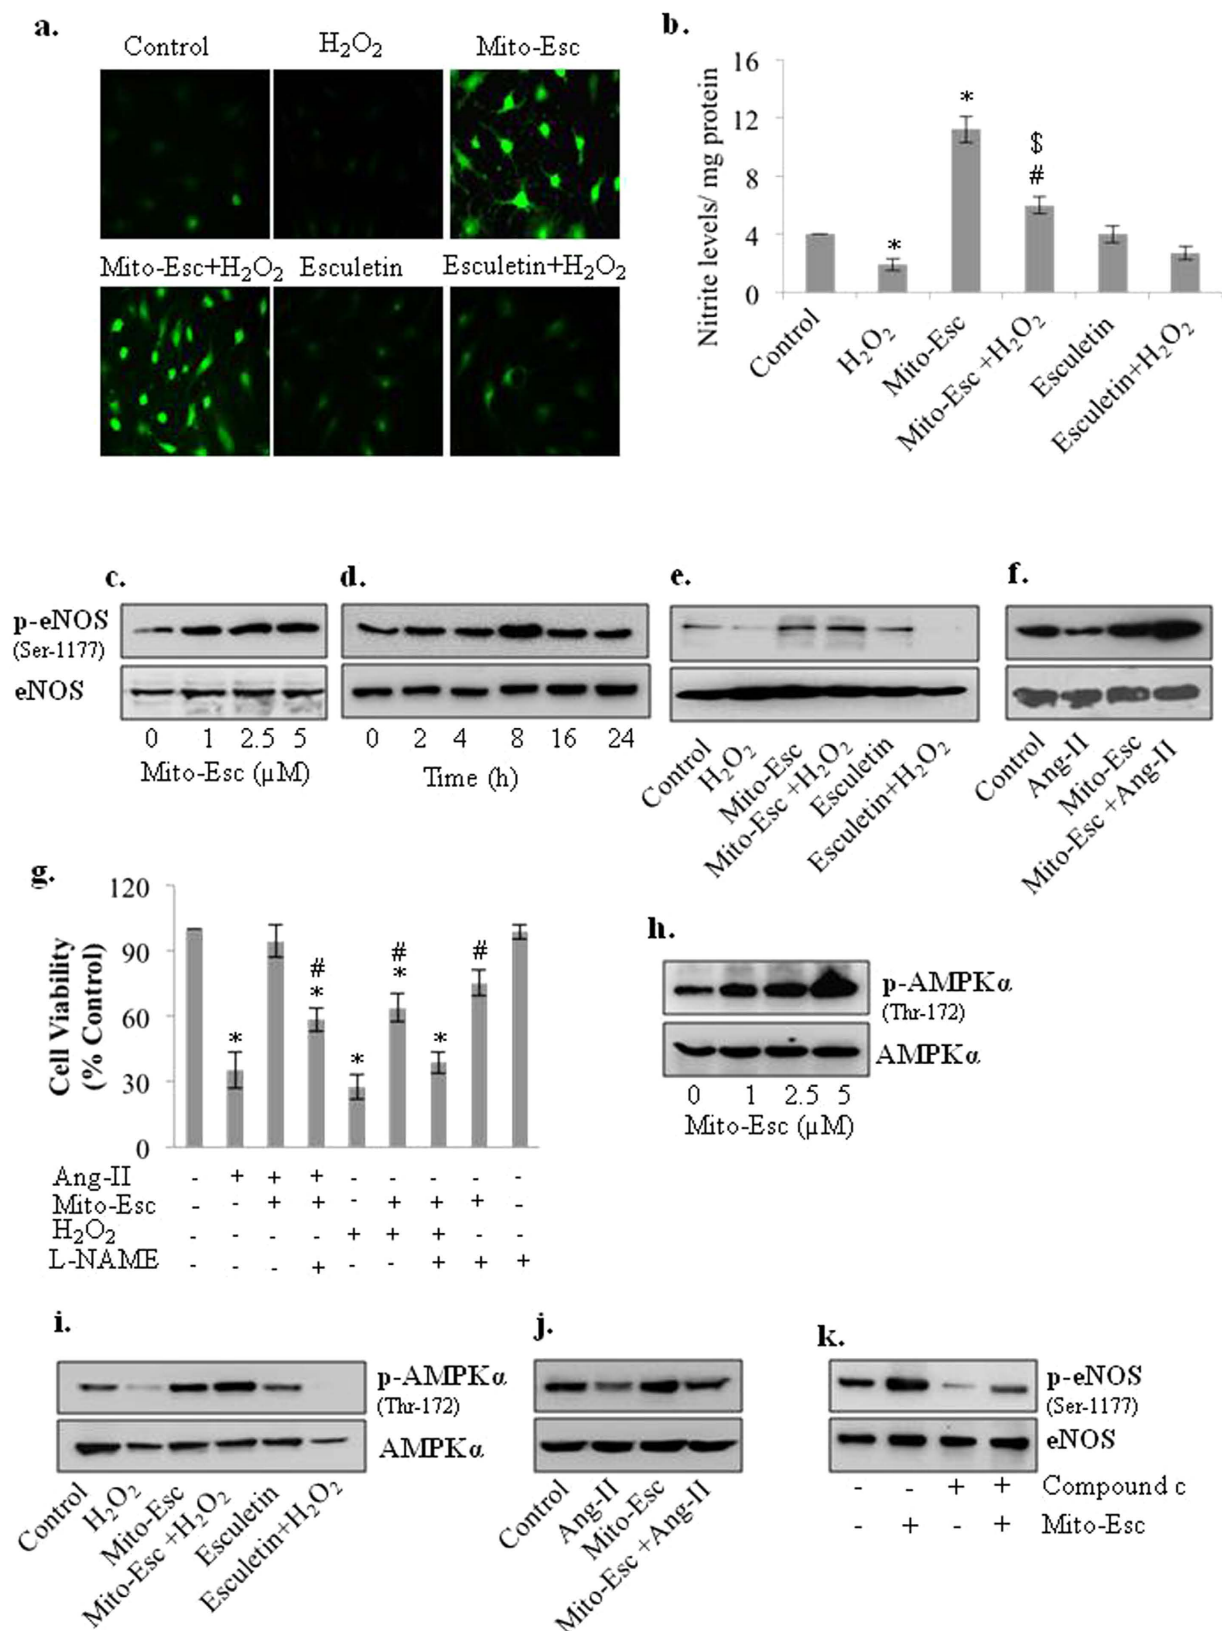 a.
Control
H₂O₂
Mito-Esc
Mito-Esc+H₂O₂
Esculetin
Esculetin+H₂O₂
b.
Nitrite levels/ mg protein
16
12
8
4
0
*
*
$
#
Control
H₂O₂
Mito-Esc
Mito-Esc +H₂O₂
Esculetin
Esculetin+H₂O₂
c.
d.
e.
f.
p-eNOS
(Ser-1177)
eNOS
0 1 2.5 5
Mito-Esc (µM)
0 2 4 8 16 24
Time (h)
Control
H₂O₂
Mito-Esc
Mito-Esc +H₂O₂
Esculetin
Esculetin+H₂O₂
Control
Ang-II
Mito-Esc
Mito-Esc +Ang-II
g.
Cell Viability
(% Control)
120
90
60
30
0
*
#
*
*
#
*
*
#
Ang-II - + + + - - - - -
Mito-Esc - - + + - + + + -
H₂O₂ - - - - + + + - -
L-NAME - - - + - - + + +
h.
p-AMPKα
(Thr-172)
AMPKα
0 1 2.5 5
Mito-Esc (µM)
i.
p-AMPKα
(Thr-172)
AMPKα
Control
H₂O₂
Mito-Esc
Mito-Esc +H₂O₂
Esculetin
Esculetin+H₂O₂
j.
Control
Ang-II
Mito-Esc
Mito-Esc +Ang-II
k.
p-eNOS
(Ser-1177)
eNOS
- - + + Compound c
- + - + Mito-Esc